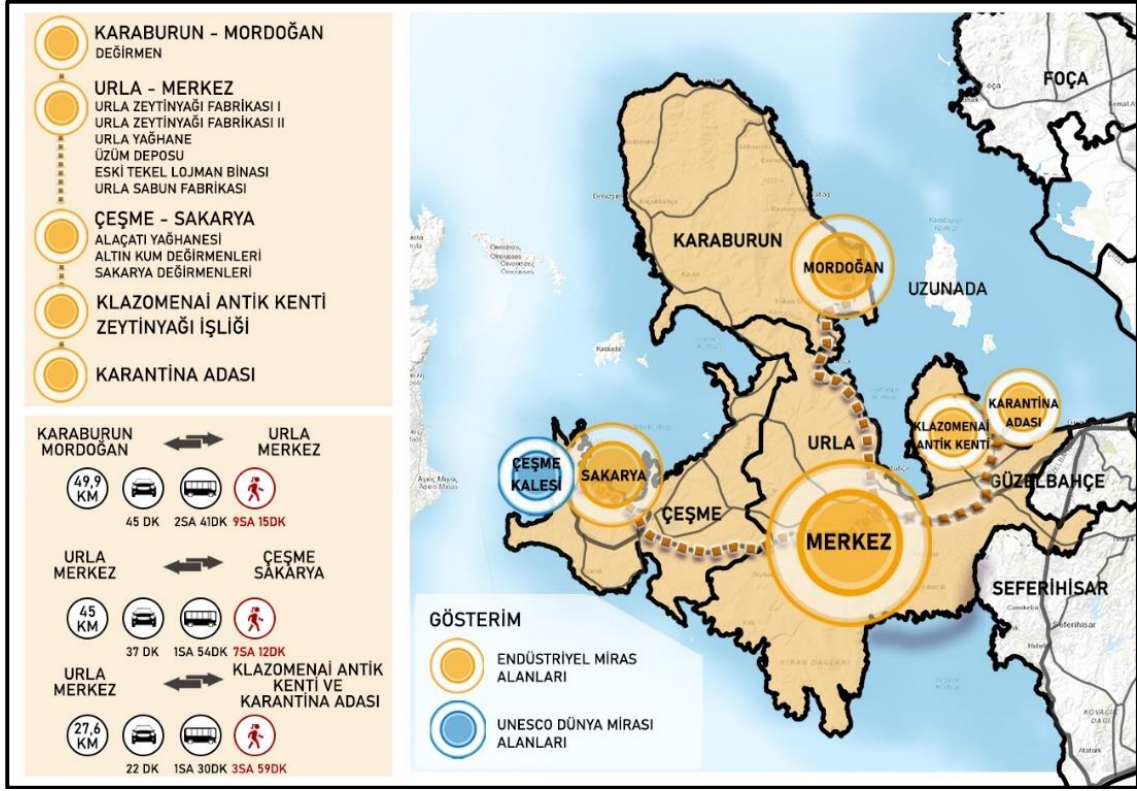 KARABURUN - MORDOĞAN
DEĞİRMEN
URLA - MERKEZ
URLA ZEYTİNYAĞI FABRİKASI I
URLA ZEYTİNYAĞI FABRİKASI II
URLA YAĞHANE
ÜZÜM DEPOSU
ESKİ TEKEL LOJMAN BİNASI
URLA SABUN FABRİKASI
ÇEŞME - SAKARYA
ALAÇATI YAĞHANESİ
ALTIN KUM DEĞİRMENLERİ
SAKARYA DEĞİRMENLERİ
KLAZOMENAİ ANTİK KENTİ
ZEYTİNYAĞI İŞLİĞİ
KARANTİNA ADASI
KARABURUN
MORDOĞAN
URLA
MERKEZ
49,9
KM
45 DK
2SA 41DK
9SA 15DK
URLA
MERKEZ
ÇEŞME
SAKARYA
45
KM
37 DK
1SA 54DK
7SA 12DK
URLA
MERKEZ
KLAZOMENAİ ANTİK
KENTİ VE
KARANTİNA ADASI
27,6
KM
22 DK
1SA 30DK
3SA 59DK
FOÇA
Foça
KARABURUN
MORDOĞAN
UZUNADA
KARANTİNA
ADASI
KLAZOMENAİ
ANTİK KENTİ
URLA
GÜZELBAHÇE
ÇEŞME
KALESİ
SAKARYA
ÇEŞME
MERKEZ
SEFERİHİSAR
Seferihisar
KIRAN DAĞLARI
GÖSTERİM
ENDÜSTRİYEL MİRAS
ALANLARI
UNESCO DÜNYA MİRASI
ALANLARI